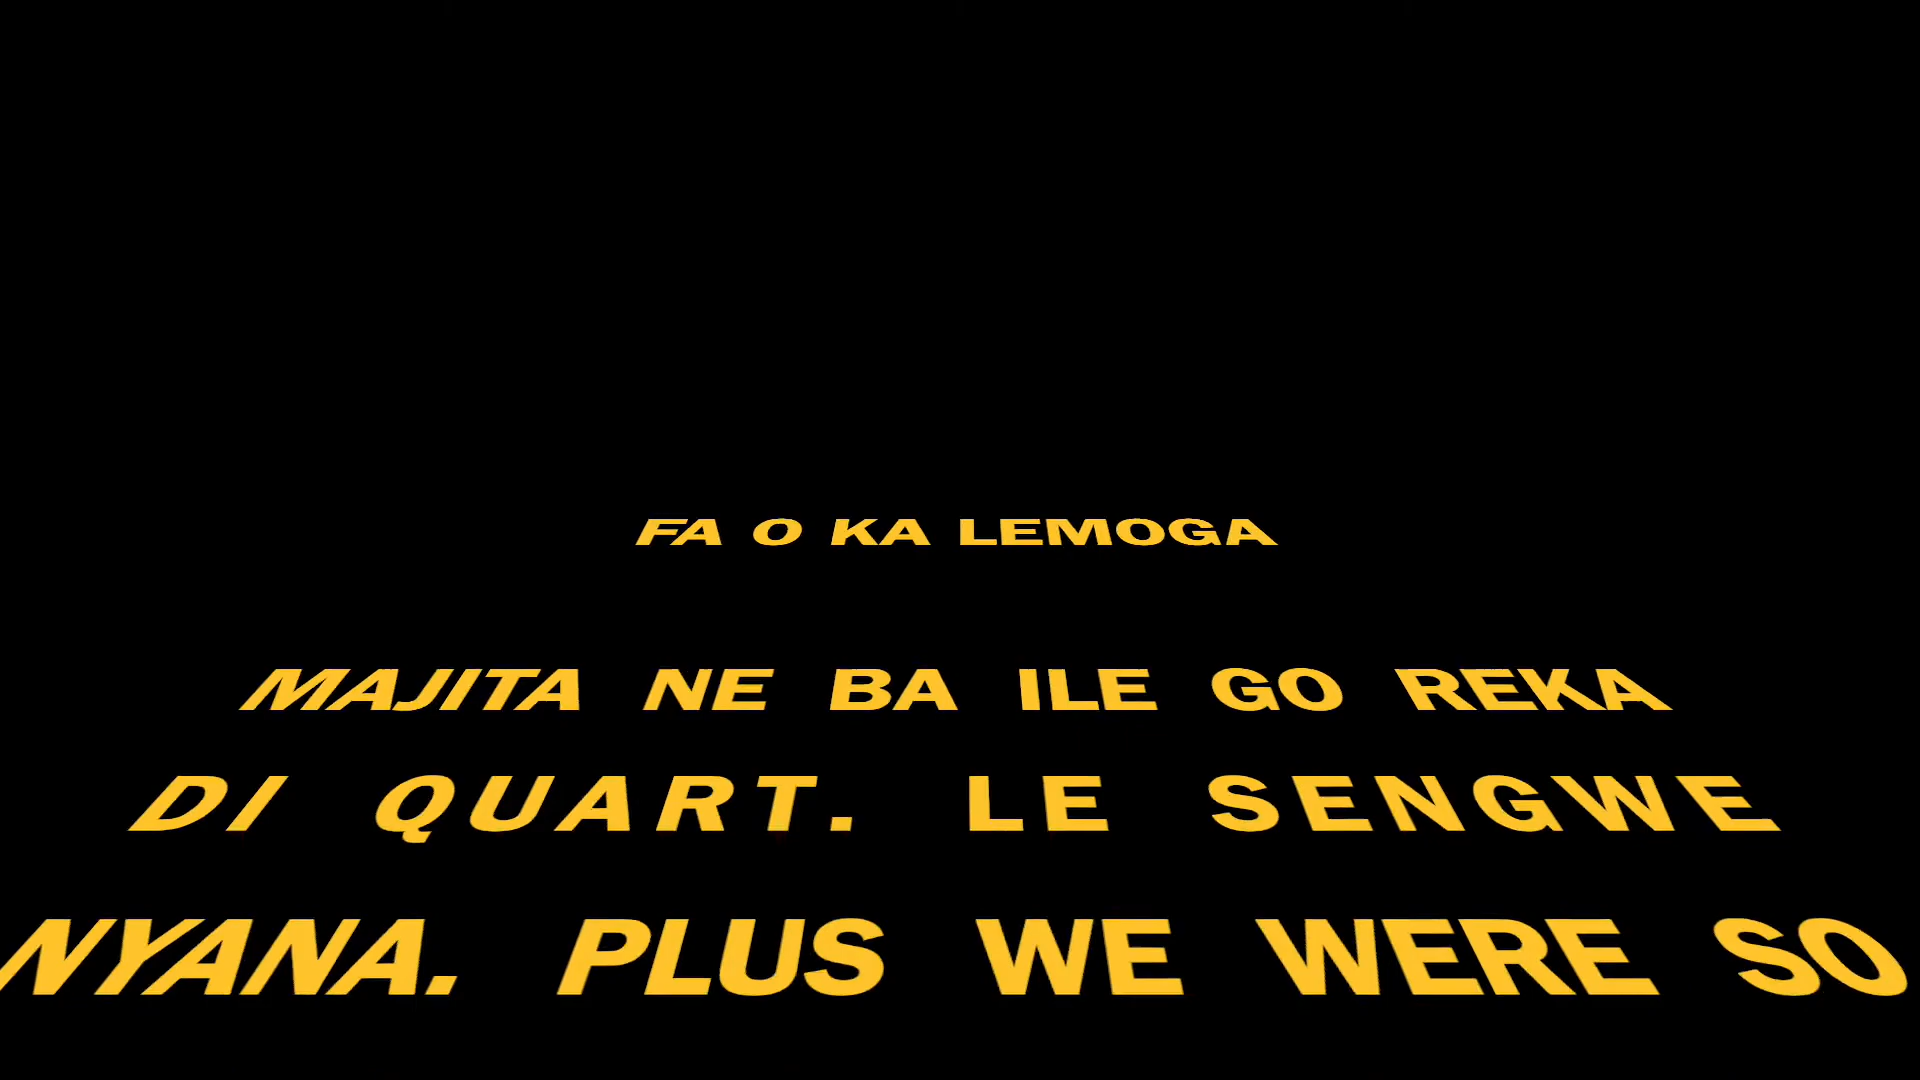 FA O KA LEMOGA
MAJITA NE BA ILE GO REKA
DI QUART. LE SENGWE
NYANA. PLUS WE WERE SO